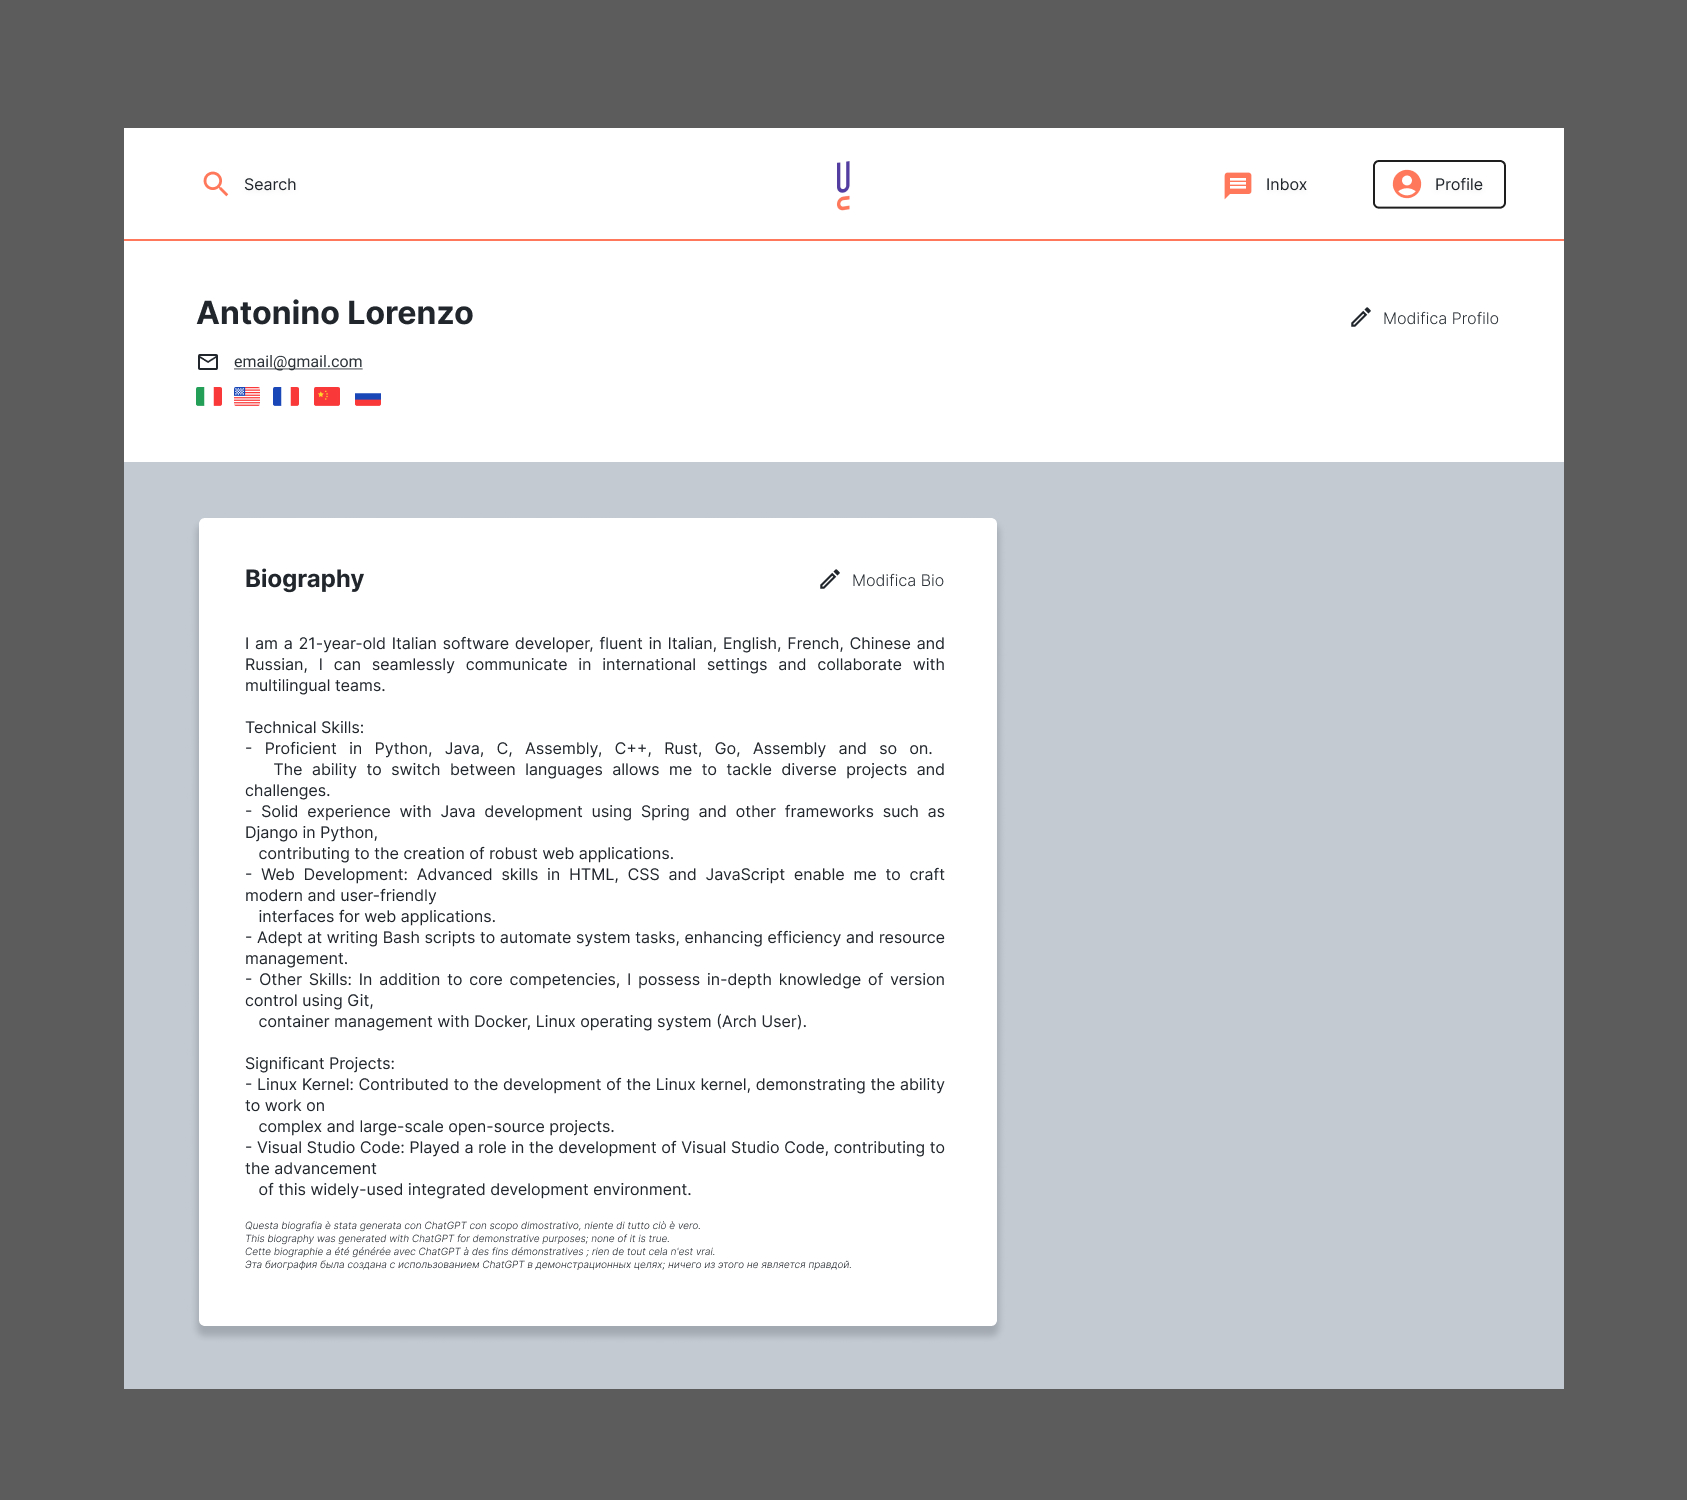 Search
Uc
Inbox
Profile
Antonino Lorenzo
Modifica Profilo
email@gmail.com
Biography
Modifica Bio
I am a 21-year-old Italian software developer, fluent in Italian, English, French, Chinese and
Russian, I can seamlessly communicate in international settings and collaborate with
multilingual teams.
Technical Skills:
- Proficient in Python, Java, C, Assembly, C++, Rust, Go, Assembly and so on.
The ability to switch between languages allows me to tackle diverse projects and
challenges.
- Solid experience with Java development using Spring and other frameworks such as
Django in Python,
contributing to the creation of robust web applications.
- Web Development: Advanced skills in HTML, CSS and JavaScript enable me to craft
modern and user-friendly
interfaces for web applications.
- Adept at writing Bash scripts to automate system tasks, enhancing efficiency and resource
management.
- Other Skills: In addition to core competencies, I possess in-depth knowledge of version
control using Git,
container management with Docker, Linux operating system (Arch User).
Significant Projects:
- Linux Kernel: Contributed to the development of the Linux kernel, demonstrating the ability
to work on
complex and large-scale open-source projects.
- Visual Studio Code: Played a role in the development of Visual Studio Code, contributing to
the advancement
of this widely-used integrated development environment.
Questa biografia è stata generata con ChatGPT con scopo dimostrativo, niente di tutto ciò è vero.
This biography was generated with ChatGPT for demonstrative purposes; none of it is true.
Cette biographie a été générée avec ChatGPT à des fins démonstratives ; rien de tout cela n'est vrai.
Эта биография была создана с использованием ChatGPT в демонстрационных целях; ничего из этого не является правдой.